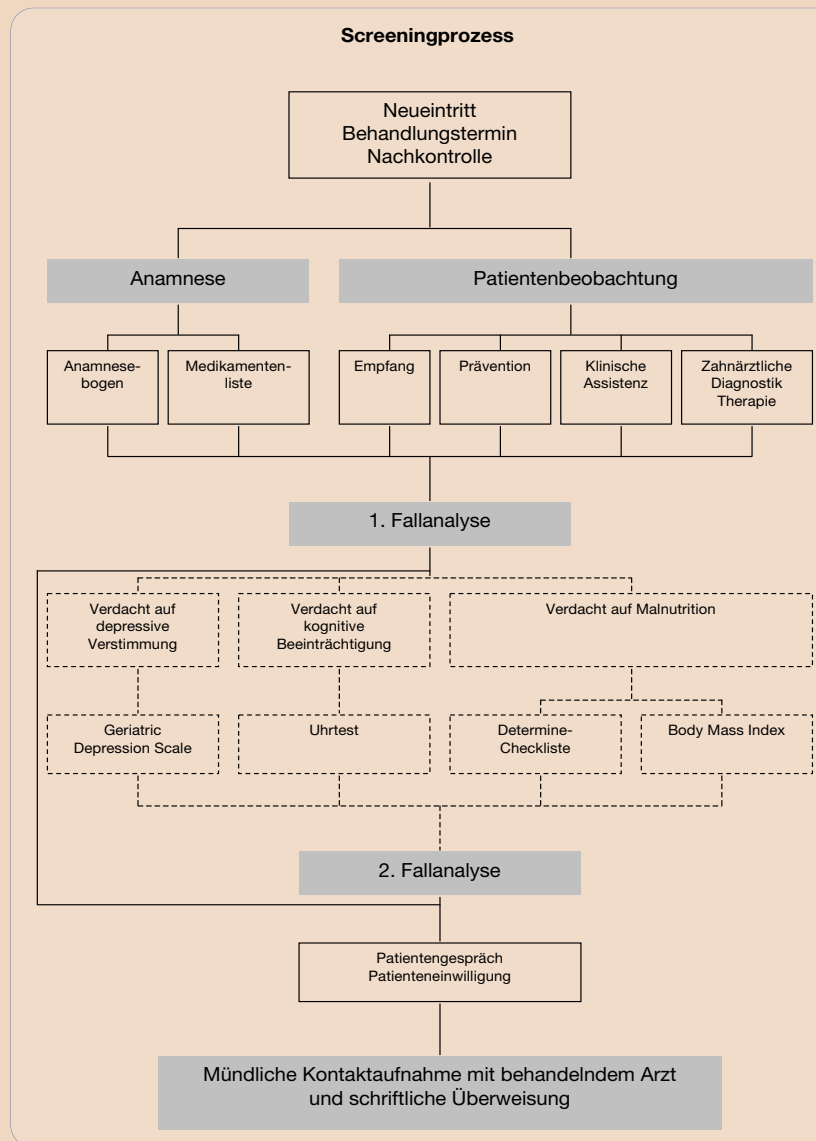 Screeningprozess
Neueintritt
Behandlungstermin
Nachkontrolle
Anamnese
Patientenbeobachtung
Anamnese-
bogen
Medikamenten-
liste
Empfang
Prävention
Klinische
Assistenz
Zahnärztliche
Diagnostik
Therapie
1. Fallanalyse
Verdacht auf
depressive
Verstimmung
Verdacht auf
kognitive
Beeinträchtigung
Verdacht auf Malnutrition
Geriatric
Depression Scale
Uhrtest
Determine-
Checkliste
Body Mass Index
2. Fallanalyse
Patientengespräch
Patienteneinwilligung
Mündliche Kontaktaufnahme mit behandelndem Arzt
und schriftliche Überweisung